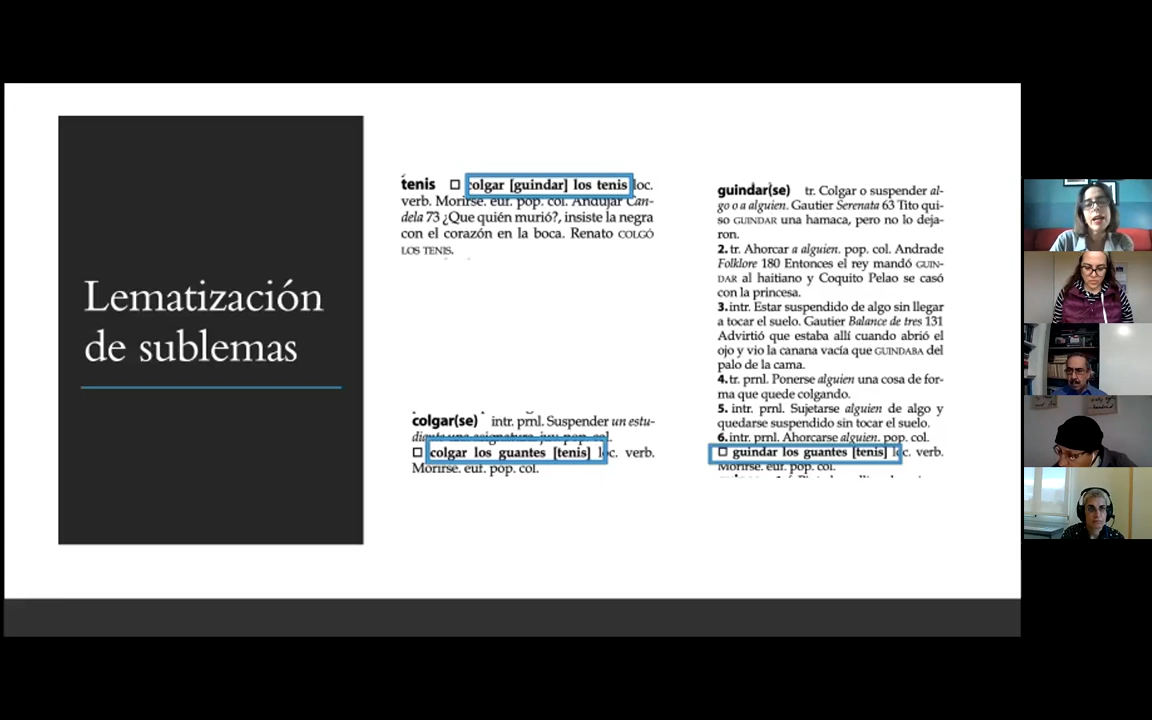 Lematización
de sublemas
tenis □ colgar [guindar] los tenis loc.
verb. Morirse. euf. pop. col. Andújar Can-
dela 73 ¿Que quién murió?, insiste la negra
con el corazón en la boca. Renato COLGÓ
LOS TENIS.
colgar(se) intr. prnl. Suspender un estu-
diante una asignatura. juv. pop. col.
□ colgar los guantes [tenis] loc. verb.
Morirse. euf. pop. col.
guindar(se) tr. Colgar o suspender al-
go o a alguien. Gautier Serenata 63 Tito qui-
so GUINDAR una hamaca, pero no lo deja-
ron.
2. tr. Ahorcar a alguien. pop. col. Andrade
Folklore 180 Entonces el rey mandó GUIN-
DAR al haitiano y Coquito Pelao se casó
con la princesa.
3. intr. Estar suspendido de algo sin llegar
a tocar el suelo. Gautier Balance de tres 131
Advirtió que estaba allí cuando abrió el
ojo y vio la canana vacía que GUINDABA del
palo de la cama.
4. tr. prnl. Ponerse alguien una cosa de for-
ma que quede colgando.
5. intr. prnl. Sujetarse alguien de algo y
quedarse suspendido sin tocar el suelo.
6. intr. prnl. Ahorcarse alguien. pop. col.
□ guindar los guantes [tenis] loc. verb.
Morirse. euf. pop. col.